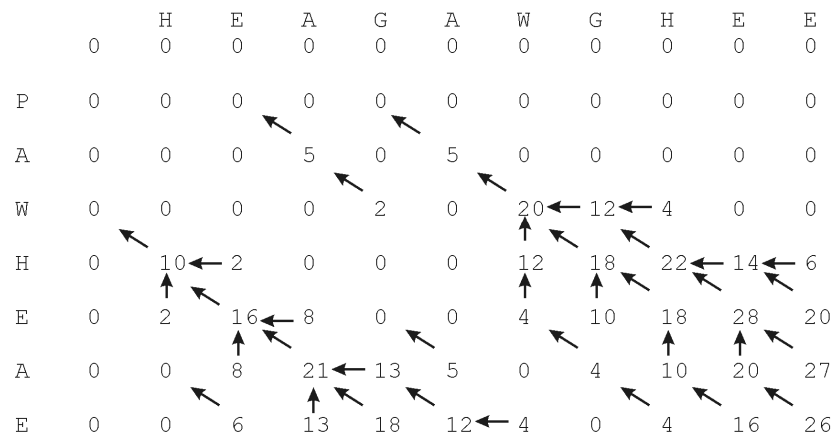 H E A G A W G H E E
0 0 0 0 0 0 0 0 0 0 0
P 0 0 0 0 0 0 0 0 0 0 0
A 0 0 0 5 0 5 0 0 0 0 0
W 0 0 0 0 2 0 20 12 4 0 0
H 0 10 2 0 0 0 12 18 22 14 6
E 0 2 16 8 0 0 4 10 18 28 20
A 0 0 8 21 13 5 0 4 10 20 27
E 0 0 6 13 18 12 4 0 4 16 26